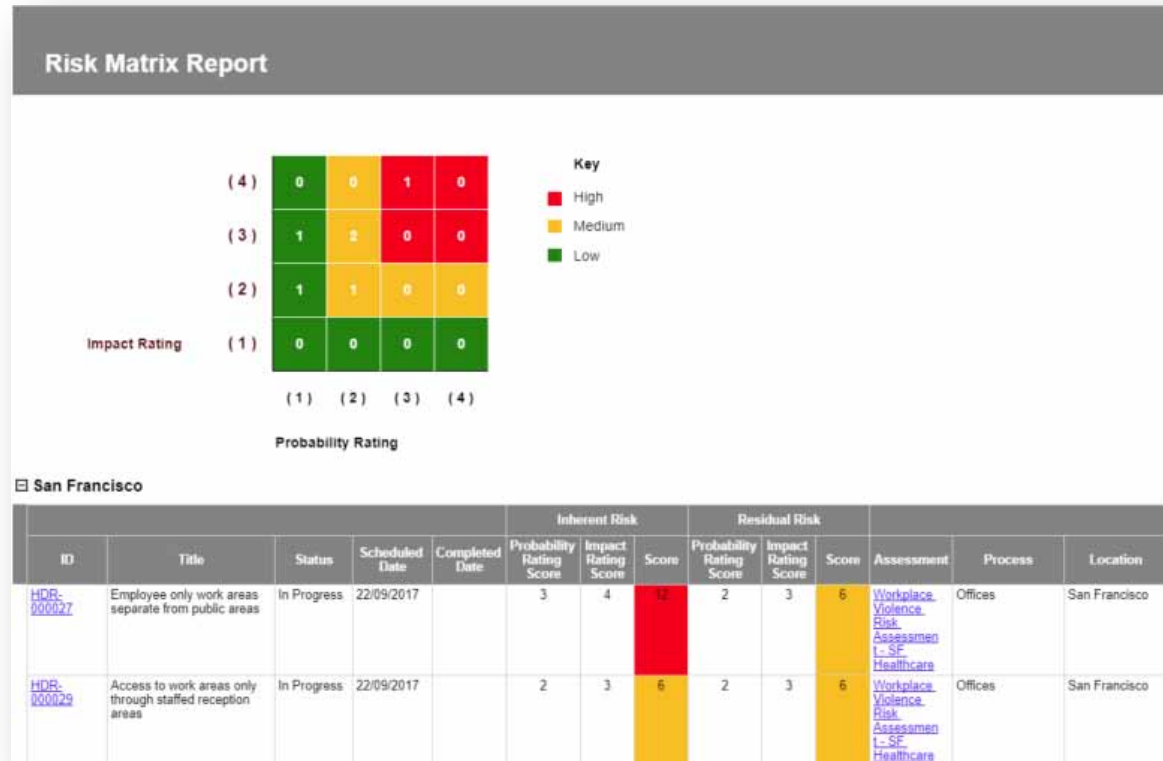 Risk Matrix Report
Key
( 4 ) 0 0 1 0
High
( 3 ) 1 2 0 0
Medium
Low
( 2 ) 1 1 0 0
Impact Rating ( 1 ) 0 0 0 0
( 1 ) ( 2 ) ( 3 ) ( 4 )
Probability Rating
San Francisco
Inherent Risk Residual Risk
ID Title Status Scheduled Date Completed Date Probability Rating Score Impact Rating Score Score Probability Rating Score Impact Rating Score Score Assessment Process Location
HDR- Employee only work areas In Progress 22/09/2017 3 4 12 2 3 6 Workplace Offices San Francisco
000027 separate from public areas Violence
Risk
Assessmen
t - SF
Healthcare
HDR- Access to work areas only In Progress 22/09/2017 2 3 6 2 3 6 Workplace Offices San Francisco
000029 through staffed reception Violence
areas Risk
Assessmen
t - SF
Healthcare